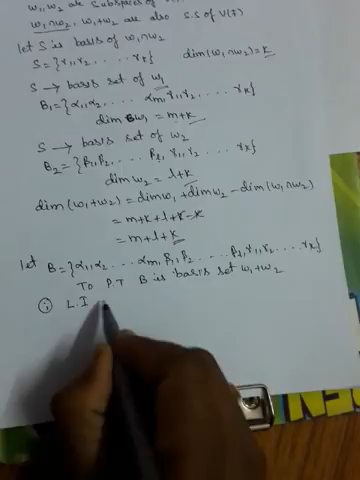 w₁, w₂ are subspaces of
w₁∩w₂, w₁+w₂ are also S.S of V(F)
let S is basis of w₁∩w₂
S={γ₁,γ₂, . . . . γₖ} dim(w₁∩w₂)=k
S → basis set of w₁
B₁={α₁,α₂, . . . . αm,γ₁,γ₂, . . . . γₖ}
dim w₁ = m+k
S → basis set of w₂
B₂={β₁,β₂, . . . . βₗ, γ₁,γ₂ . . . γₖ}
dim w₂ = l+k
dim(w₁+w₂) = dim w₁+dim w₂ - dim(w₁∩w₂)
= m+k+l+k-k
= m+l+k
let B={α₁,α₂ . . . αm,β₁,β₂ . . . . βₗ,γ₁,γ₂, . . . γₖ}
To P.T B is basis set w₁+w₂
(i) L.I